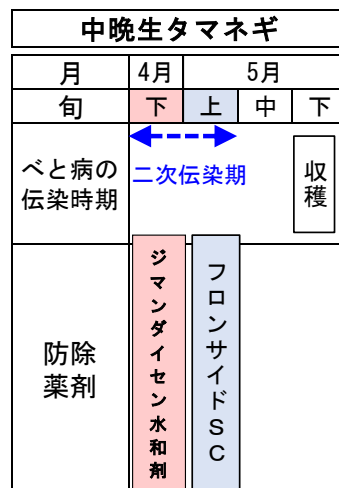 中晩生タマネギ
月 4月 5月
旬 下 上 中 下
べと病の
伝染時期
二次伝染期
収穫
防除
薬剤
ジマンダイセン水和剤
フロンサイドSC